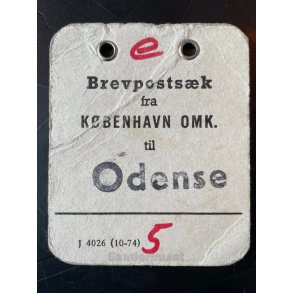 e
Brevpostsæk
fra
KØBENHAVN OMK.
til
Odense
J 4026 (10-74) 5